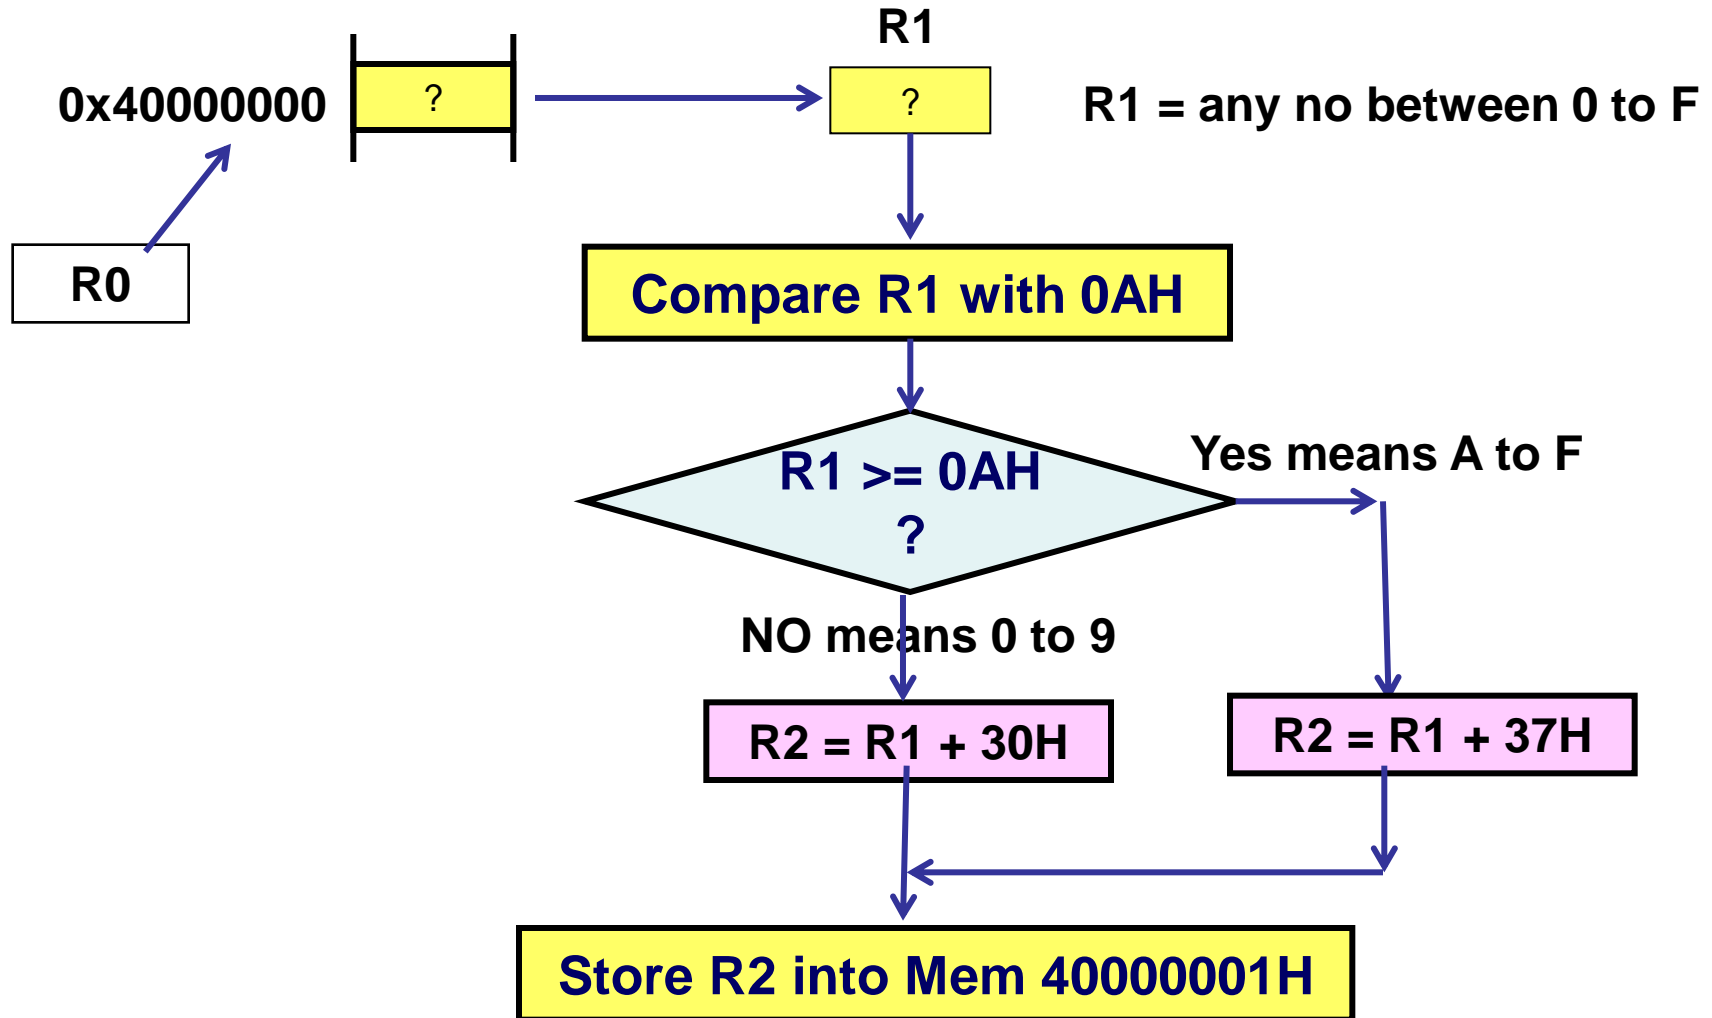 R1
0x40000000
?
?
R1 = any no between 0 to F
R0
Compare R1 with 0AH
R1 >= 0AH
?
Yes means A to F
NO means 0 to 9
R2 = R1 + 30H
R2 = R1 + 37H
Store R2 into Mem 40000001H